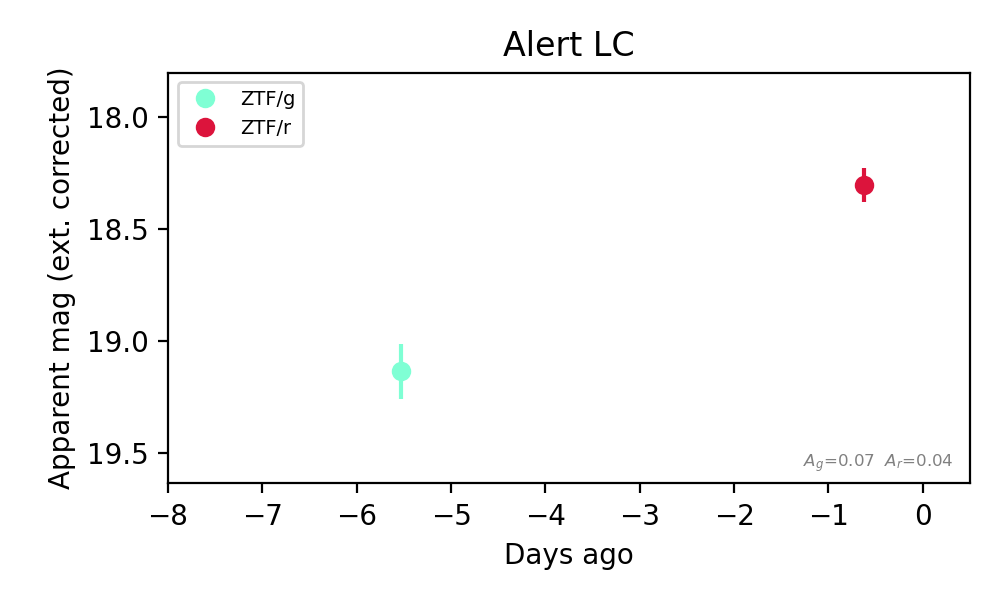 Alert LC
Apparent mag (ext. corrected)
18.0
18.5
19.0
19.5
ZTF/g
ZTF/r
A_g=0.07 A_r=0.04
−8 −7 −6 −5 −4 −3 −2 −1 0
Days ago